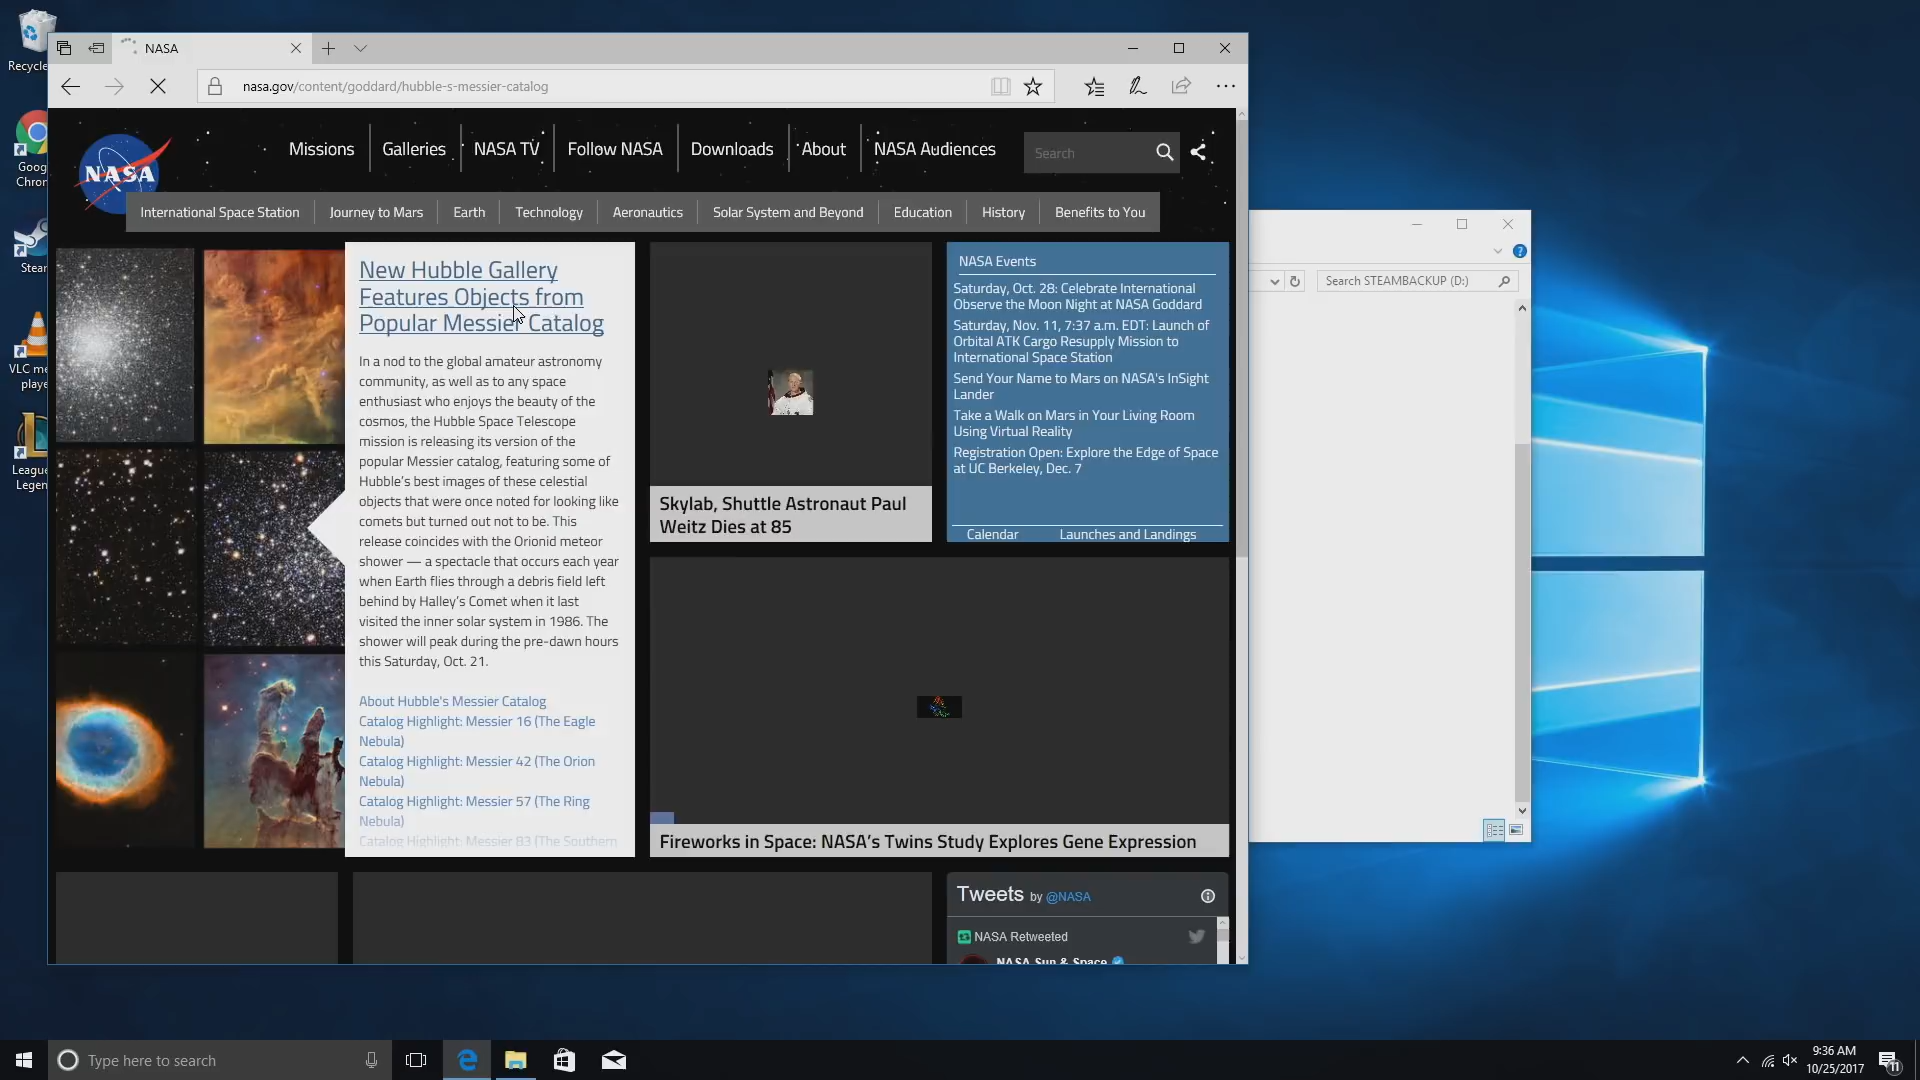 Recycle
Goog
Chron
Stear
VLC me
playe
League
Legen
NASA
nasa.gov/content/goddard/hubble-s-messier-catalog
NASA
Missions
Galleries
NASA TV
Follow NASA
Downloads
About
NASA Audiences
Search
International Space Station
Journey to Mars
Earth
Technology
Aeronautics
Solar System and Beyond
Education
History
Benefits to You
New Hubble Gallery
Features Objects from
Popular Messier Catalog
In a nod to the global amateur astronomy
community, as well as to any space
enthusiast who enjoys the beauty of the
cosmos, the Hubble Space Telescope
mission is releasing its version of the
popular Messier catalog, featuring some of
Hubble's best images of these celestial
objects that were once noted for looking like
comets but turned out not to be. This
release coincides with the Orionid meteor
shower — a spectacle that occurs each year
when Earth flies through a debris field left
behind by Halley's Comet when it last
visited the inner solar system in 1986. The
shower will peak during the pre-dawn hours
this Saturday, Oct. 21.
About Hubble's Messier Catalog
Catalog Highlight: Messier 16 (The Eagle
Nebula)
Catalog Highlight: Messier 42 (The Orion
Nebula)
Catalog Highlight: Messier 57 (The Ring
Nebula)
Catalog Highlight: Messier 83 (The Southern
Skylab, Shuttle Astronaut Paul
Weitz Dies at 85
NASA Events
Saturday, Oct. 28: Celebrate International
Observe the Moon Night at NASA Goddard
Saturday, Nov. 11, 7:37 a.m. EDT: Launch of
Orbital ATK Cargo Resupply Mission to
International Space Station
Send Your Name to Mars on NASA's InSight
Lander
Take a Walk on Mars in Your Living Room
Using Virtual Reality
Registration Open: Explore the Edge of Space
at UC Berkeley, Dec. 7
Calendar
Launches and Landings
Fireworks in Space: NASA's Twins Study Explores Gene Expression
Tweets by @NASA
NASA Retweeted
NASA Sun & Space
Search STEAMBACKUP (D:)
Type here to search
9:36 AM
10/25/2017
11